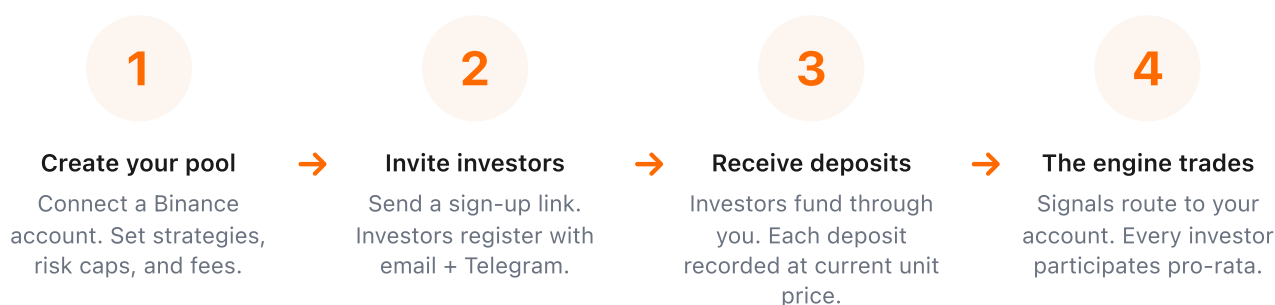 1
Create your pool
Connect a Binance
account. Set strategies,
risk caps, and fees.
2
Invite investors
Send a sign-up link.
Investors register with
email + Telegram.
3
Receive deposits
Investors fund through
you. Each deposit
recorded at current unit
price.
4
The engine trades
Signals route to your
account. Every investor
participates pro-rata.